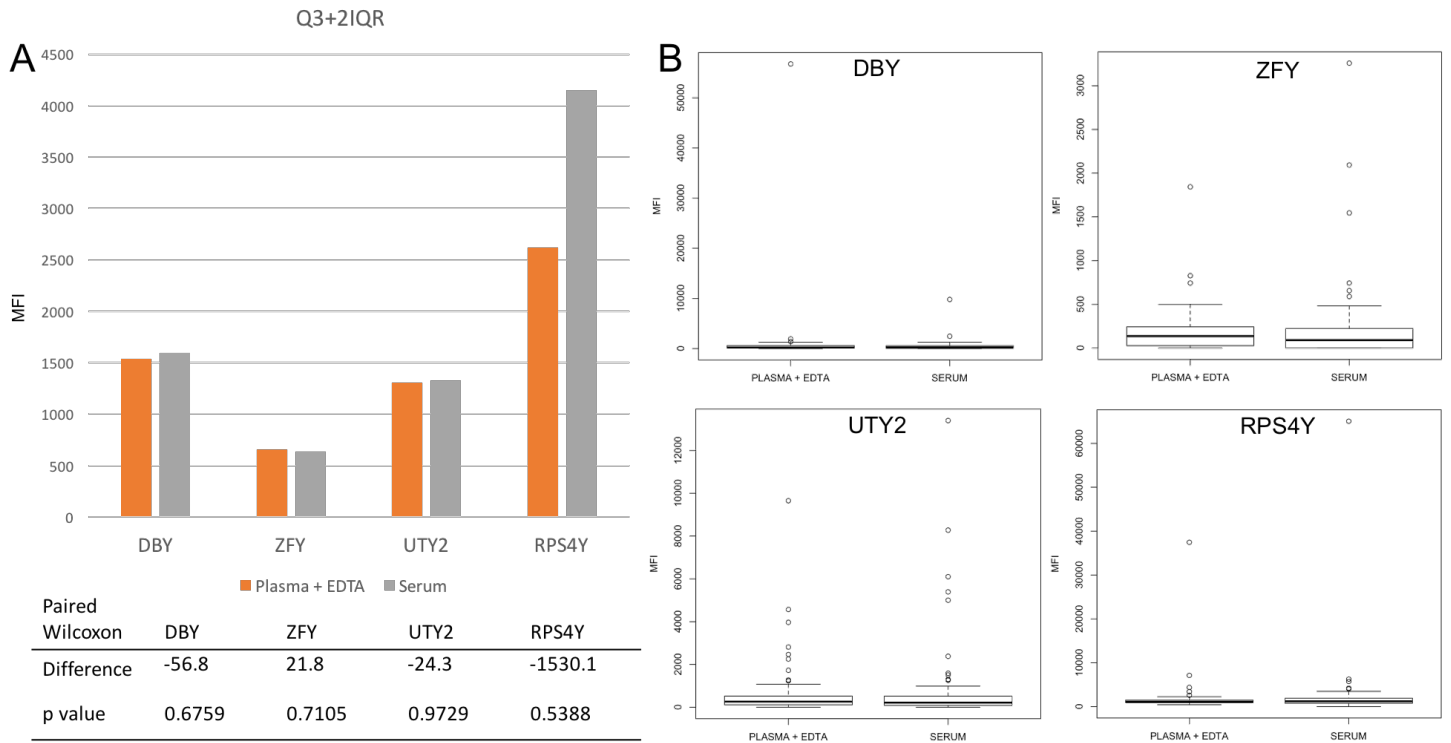 Q3+2IQR
A
4500
4000
3500
3000
2500
2000
1500
1000
500
0
MFI
DBY ZFY UTY2 RPS4Y
Plasma + EDTA Serum
Paired
Wilcoxon DBY ZFY UTY2 RPS4Y
Difference -56.8 21.8 -24.3 -1530.1
p value 0.6759 0.7105 0.9729 0.5388
B
DBY
50000
40000
30000
20000
10000
0
MFI
PLASMA + EDTA SERUM
ZFY
3000
2500
2000
1500
1000
500
0
MFI
PLASMA + EDTA SERUM
UTY2
12000
10000
8000
6000
4000
2000
0
MFI
PLASMA + EDTA SERUM
RPS4Y
60000
50000
40000
30000
20000
10000
0
MFI
PLASMA + EDTA SERUM